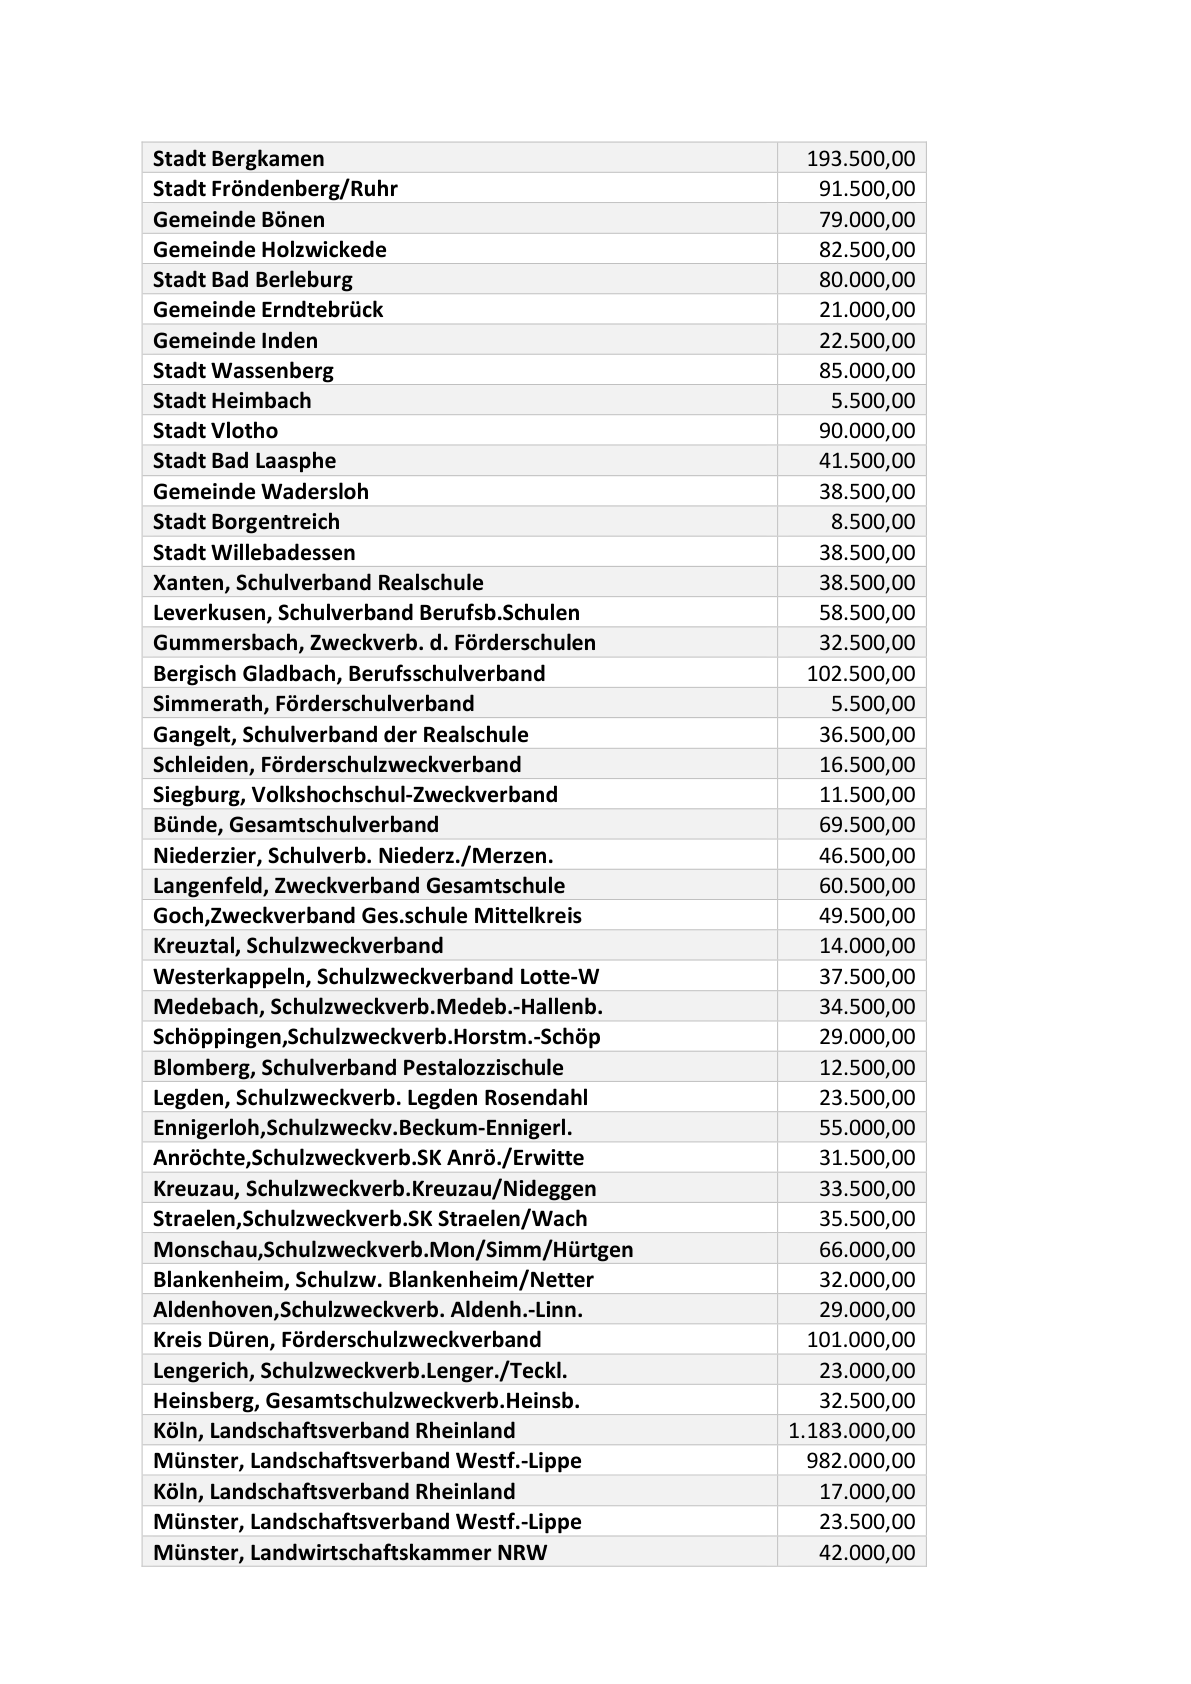 Stadt Bergkamen 193.500,00
Stadt Fröndenberg/Ruhr 91.500,00
Gemeinde Bönen 79.000,00
Gemeinde Holzwickede 82.500,00
Stadt Bad Berleburg 80.000,00
Gemeinde Erndtebrück 21.000,00
Gemeinde Inden 22.500,00
Stadt Wassenberg 85.000,00
Stadt Heimbach 5.500,00
Stadt Vlotho 90.000,00
Stadt Bad Laasphe 41.500,00
Gemeinde Wadersloh 38.500,00
Stadt Borgentreich 8.500,00
Stadt Willebadessen 38.500,00
Xanten, Schulverband Realschule 38.500,00
Leverkusen, Schulverband Berufsb.Schulen 58.500,00
Gummersbach, Zweckverb. d. Förderschulen 32.500,00
Bergisch Gladbach, Berufsschulverband 102.500,00
Simmerath, Förderschulverband 5.500,00
Gangelt, Schulverband der Realschule 36.500,00
Schleiden, Förderschulzweckverband 16.500,00
Siegburg, Volkshochschul-Zweckverband 11.500,00
Bünde, Gesamtschulverband 69.500,00
Niederzier, Schulverb. Niederz./Merzen. 46.500,00
Langenfeld, Zweckverband Gesamtschule 60.500,00
Goch,Zweckverband Ges.schule Mittelkreis 49.500,00
Kreuztal, Schulzweckverband 14.000,00
Westerkappeln, Schulzweckverband Lotte-W 37.500,00
Medebach, Schulzweckverb.Medeb.-Hallenb. 34.500,00
Schöppingen,Schulzweckverb.Horstm.-Schöp 29.000,00
Blomberg, Schulverband Pestalozzischule 12.500,00
Legden, Schulzweckverb. Legden Rosendahl 23.500,00
Ennigerloh,Schulzweckv.Beckum-Ennigerl. 55.000,00
Anröchte,Schulzweckverb.SK Anrö./Erwitte 31.500,00
Kreuzau, Schulzweckverb.Kreuzau/Nideggen 33.500,00
Straelen,Schulzweckverb.SK Straelen/Wach 35.500,00
Monschau,Schulzweckverb.Mon/Simm/Hürtgen 66.000,00
Blankenheim, Schulzw. Blankenheim/Netter 32.000,00
Aldenhoven,Schulzweckverb. Aldenh.-Linn. 29.000,00
Kreis Düren, Förderschulzweckverband 101.000,00
Lengerich, Schulzweckverb.Lenger./Teckl. 23.000,00
Heinsberg, Gesamtschulzweckverb.Heinsb. 32.500,00
Köln, Landschaftsverband Rheinland 1.183.000,00
Münster, Landschaftsverband Westf.-Lippe 982.000,00
Köln, Landschaftsverband Rheinland 17.000,00
Münster, Landschaftsverband Westf.-Lippe 23.500,00
Münster, Landwirtschaftskammer NRW 42.000,00